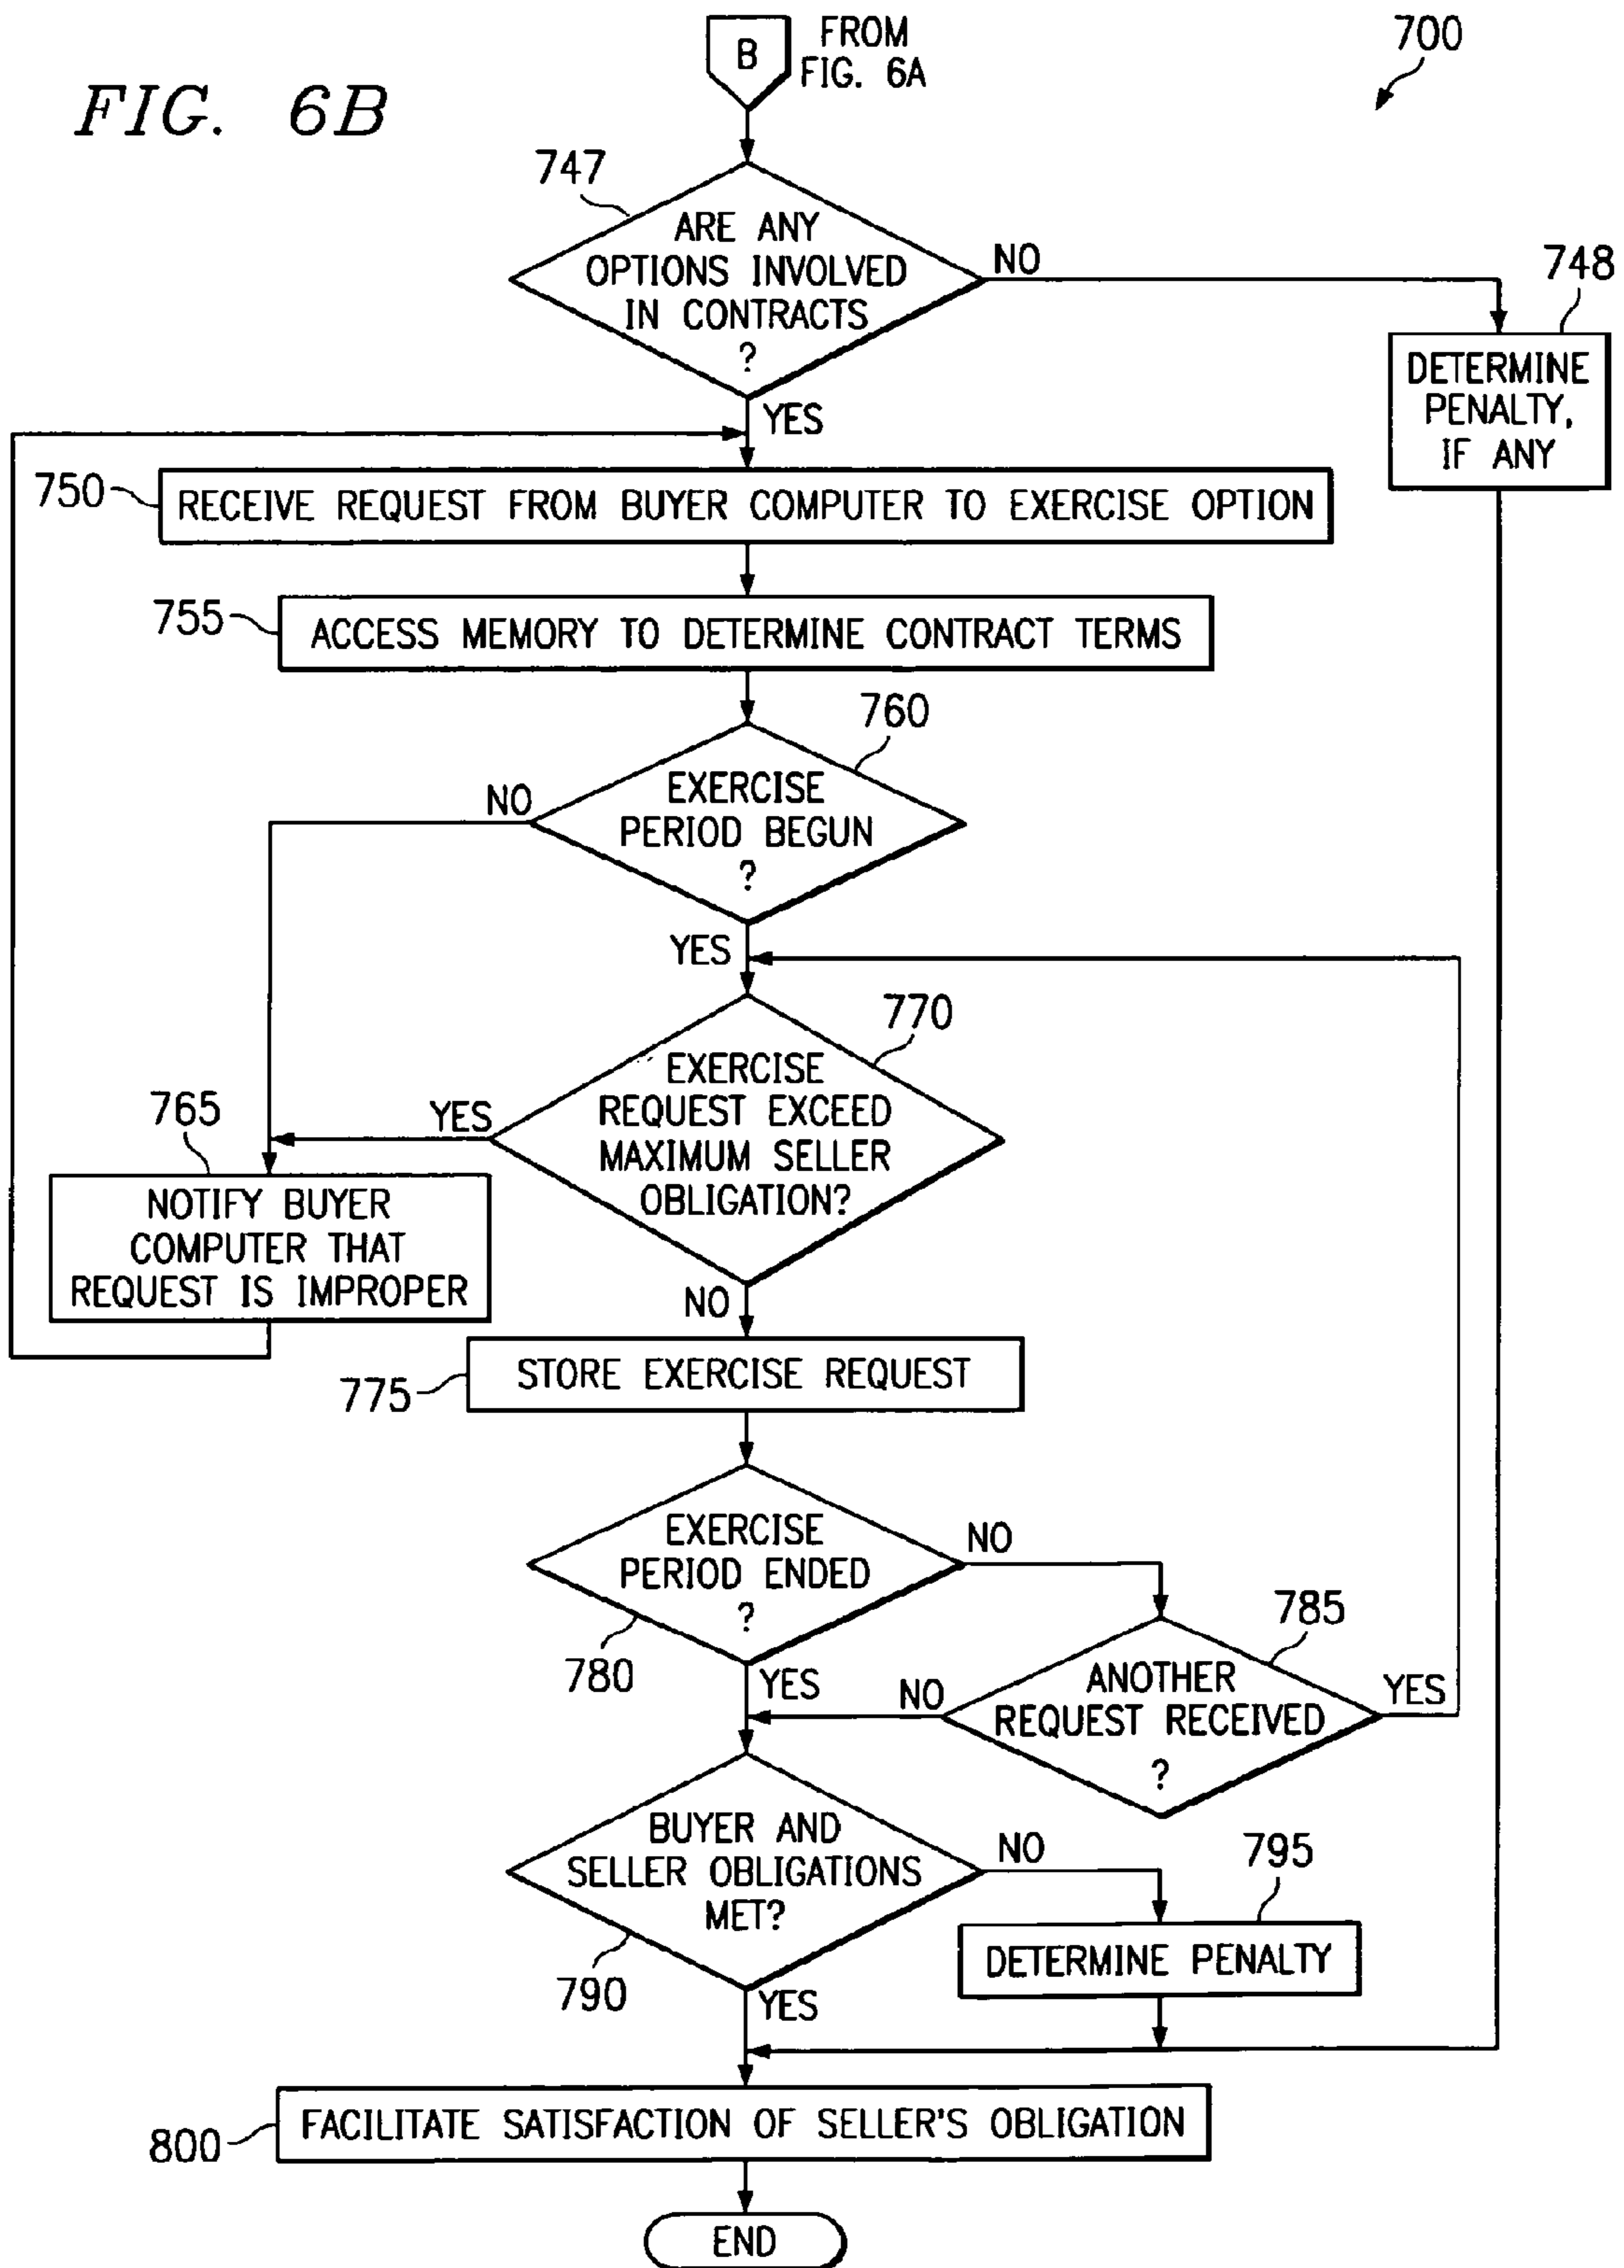 FIG. 6B
B
FROM
FIG. 6A
700
747
ARE ANY
OPTIONS INVOLVED
IN CONTRACTS
?
NO
748
DETERMINE
PENALTY,
IF ANY
YES
750
RECEIVE REQUEST FROM BUYER COMPUTER TO EXERCISE OPTION
755
ACCESS MEMORY TO DETERMINE CONTRACT TERMS
760
EXERCISE
PERIOD BEGUN
?
NO
YES
770
EXERCISE
REQUEST EXCEED
MAXIMUM SELLER
OBLIGATION?
YES
765
NOTIFY BUYER
COMPUTER THAT
REQUEST IS IMPROPER
NO
775
STORE EXERCISE REQUEST
EXERCISE
PERIOD ENDED
?
NO
780
YES
785
ANOTHER
REQUEST RECEIVED
?
NO
YES
BUYER AND
SELLER OBLIGATIONS
MET?
NO
790
795
DETERMINE PENALTY
YES
800
FACILITATE SATISFACTION OF SELLER'S OBLIGATION
END